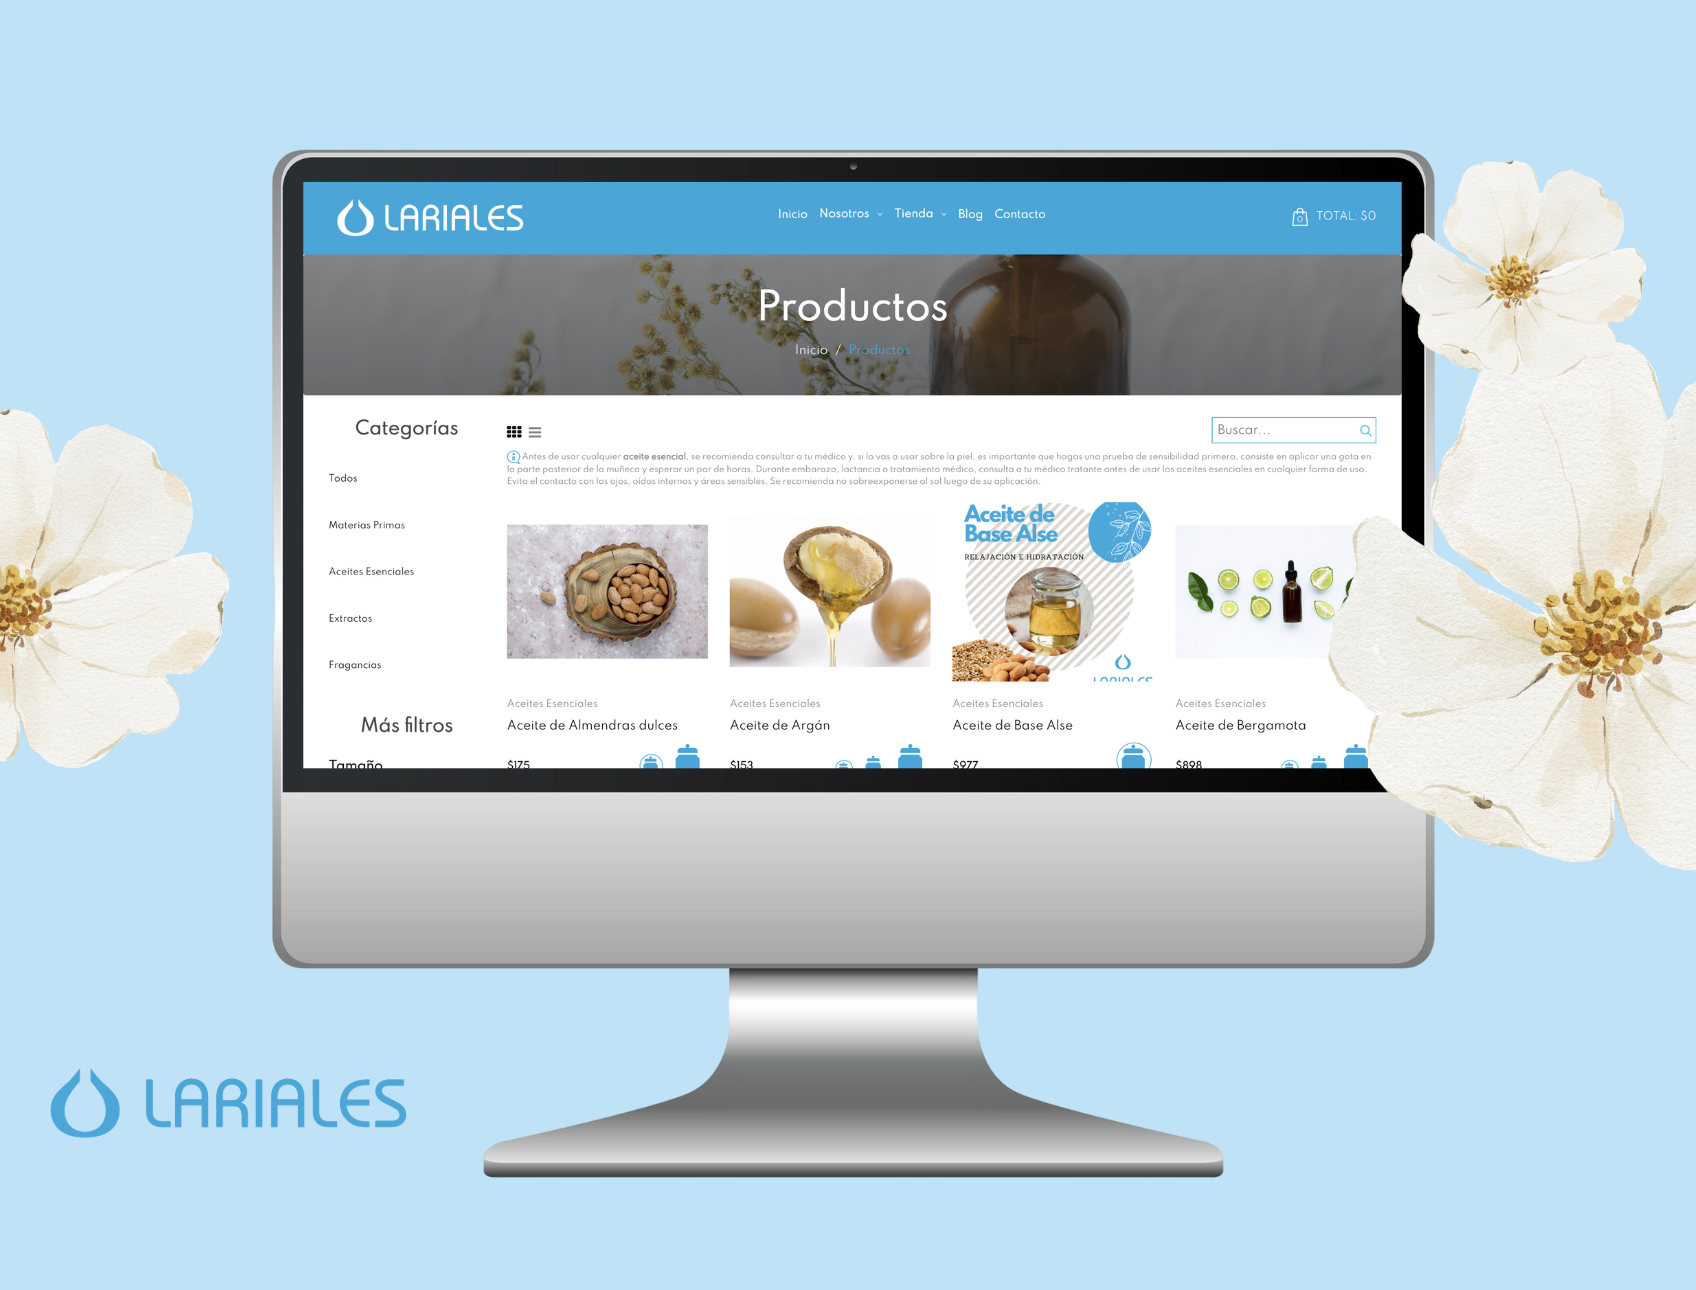 LARIALES
Inicio Nosotros Tienda Blog Contacto
0 TOTAL: $0
Productos
Inicio / Productos
Categorías
Todos
Materias Primas
Aceites Esenciales
Extractos
Fragancias
Más filtros
Tamaño
Buscar...
Antes de usar cualquier aceite esencial, se recomienda consultar a tu médico y, si lo vas a usar sobre la piel, es importante que hagas una prueba de sensibilidad primero, consiste en aplicar una gota en
la parte posterior de la muñeca y esperar un par de horas. Durante embarazo, lactancia o tratamiento médico, consulta a tu médico tratante antes de usar los aceites esenciales en cualquier forma de uso.
Evita el contacto con los ojos, oídos internos y áreas sensibles. Se recomienda no sobreexponerse al sol luego de su aplicación.
Aceites Esenciales
Aceite de Almendras dulces
$175
Aceites Esenciales
Aceite de Argán
$153
Aceite de
Base Alse
RELAJACIÓN E HIDRATACIÓN
LARIALES
Aceites Esenciales
Aceite de Base Alse
$977
Aceites Esenciales
Aceite de Bergamota
$898
LARIALES